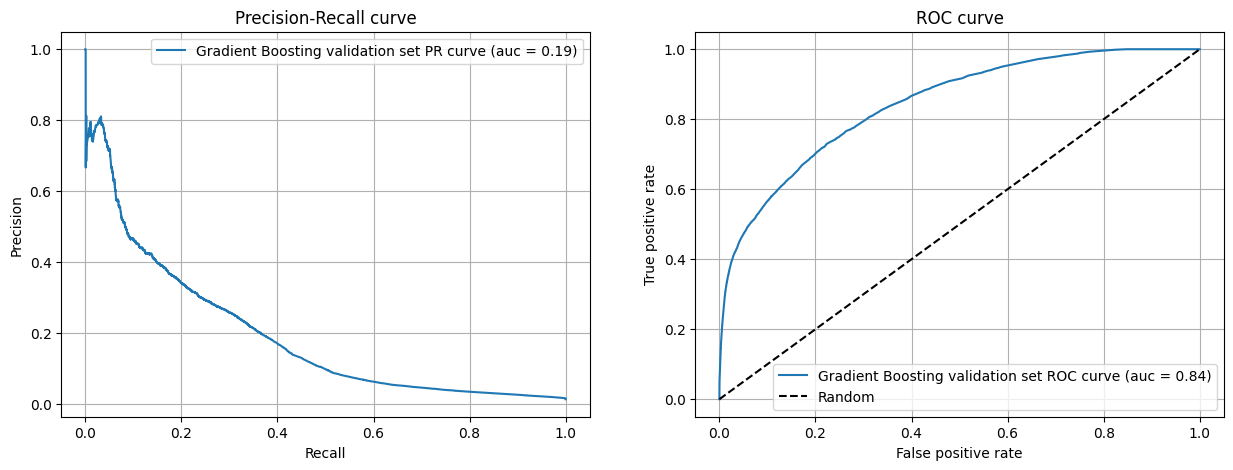 Precision-Recall curve
Gradient Boosting validation set PR curve (auc = 0.19)
Precision
1.0
0.8
0.6
0.4
0.2
0.0
0.0 0.2 0.4 0.6 0.8 1.0
Recall
ROC curve
True positive rate
1.0
0.8
0.6
0.4
0.2
0.0
Gradient Boosting validation set ROC curve (auc = 0.84)
Random
0.0 0.2 0.4 0.6 0.8 1.0
False positive rate